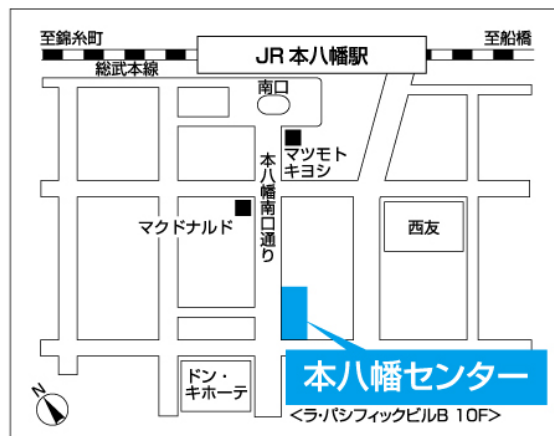 至錦糸町
JR 本八幡駅
至船橋
総武本線
南口
マツモト
キヨシ
本八幡南口通り
マクドナルド
西友
本八幡センター
ドン・
キホーテ
<ラ・パシフィックビルB 10F>
N